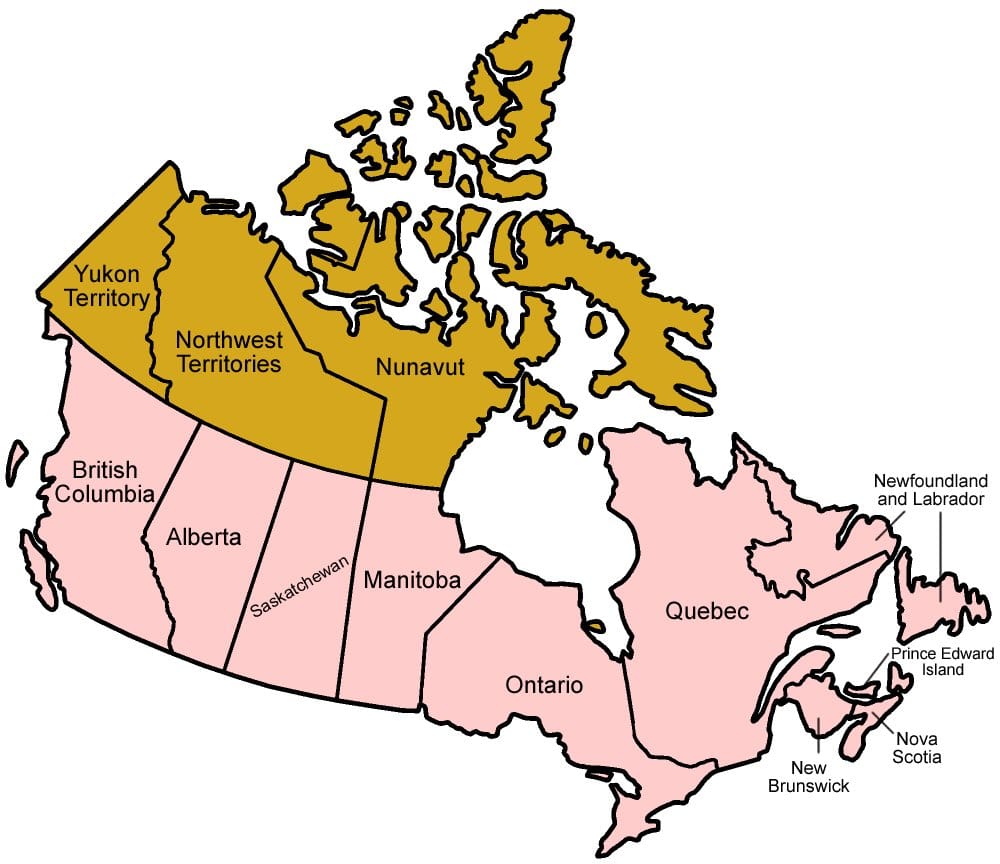 Yukon
Territory
Northwest
Territories
Nunavut
British
Columbia
Alberta
Saskatchewan
Manitoba
Ontario
Quebec
Newfoundland
and Labrador
Prince Edward
Island
Nova
Scotia
New
Brunswick